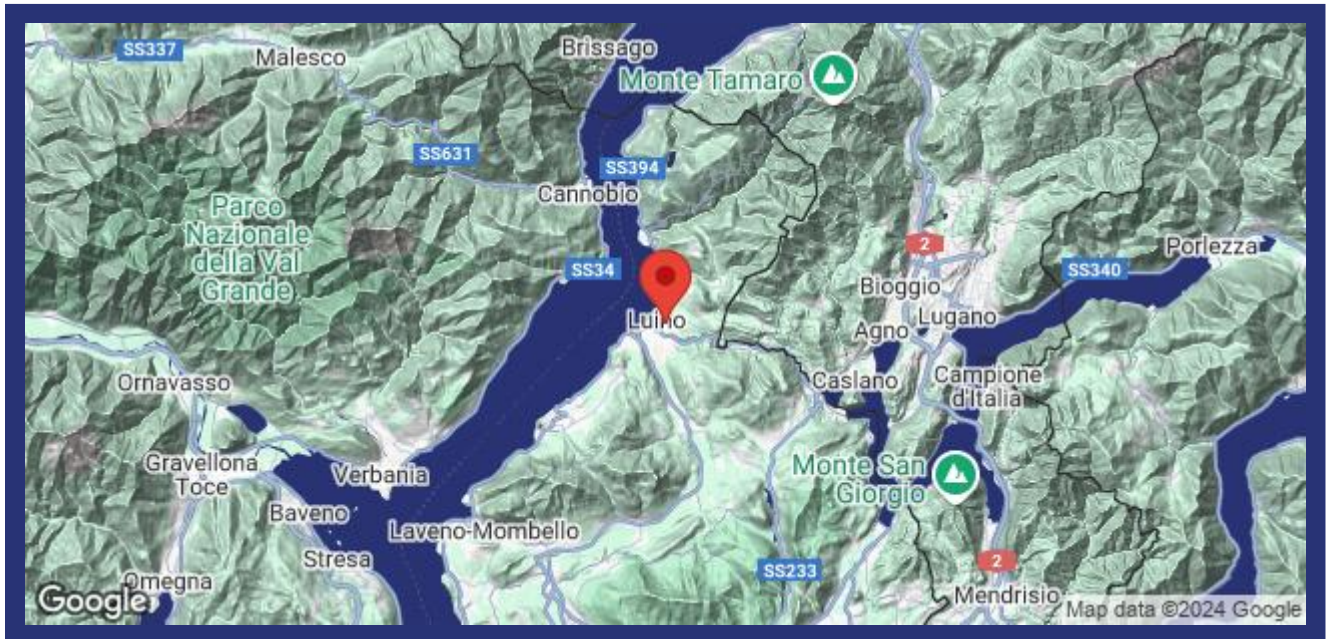 SS337
Malesco
Brissago
Monte Tamaro
SS631
SS394
Cannobio
Parco
Nazionale
della Val
Grande
2
Porlezza
SS34
SS340
Bioggio
Luino
Lugano
Agno
Ornavasso
Caslano
Campione
d'Italia
Gravellona
Toce
Verbania
Monte San
Giorgio
Baveno
Laveno-Mombello
Stresa
2
SS233
Omegna
Mendrisio
Google
Map data ©2024 Google